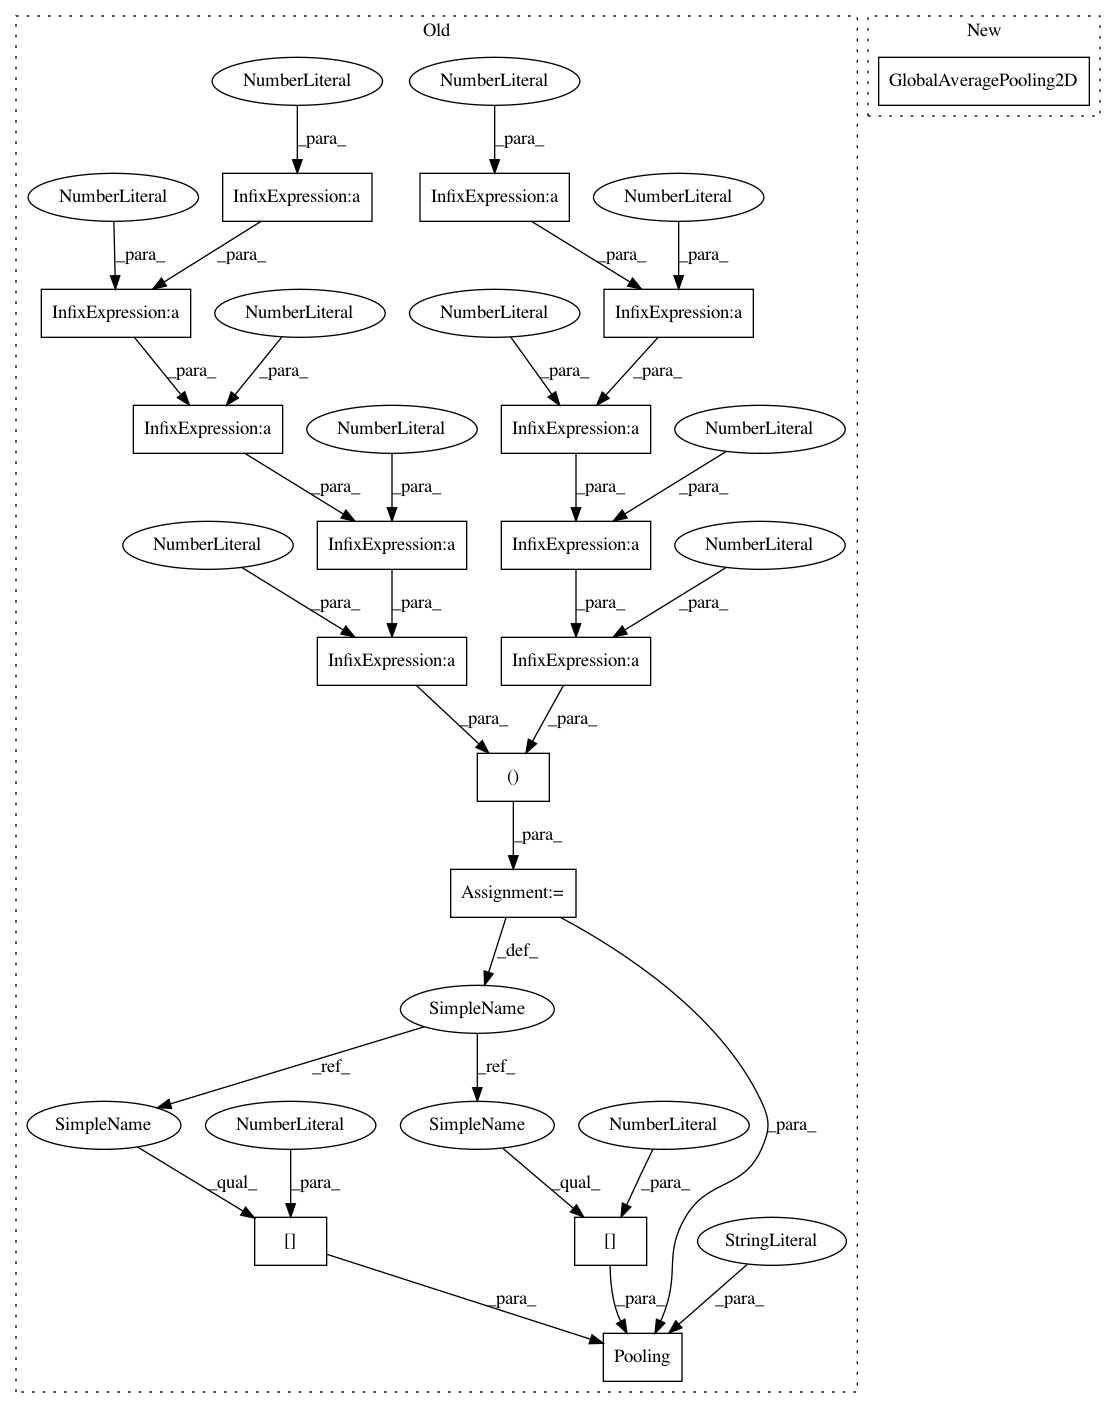 Old
New
NumberLiteral
NumberLiteral
GlobalAveragePooling2D
_para_
_para_
NumberLiteral
InfixExpression:a
InfixExpression:a
NumberLiteral
_para_
_para_
_para_
_para_
InfixExpression:a
NumberLiteral
NumberLiteral
InfixExpression:a
_para_
_para_
_para_
_para_
InfixExpression:a
NumberLiteral
InfixExpression:a
NumberLiteral
_para_
_para_
_para_
_para_
NumberLiteral
InfixExpression:a
InfixExpression:a
NumberLiteral
_para_
_para_
_para_
_para_
InfixExpression:a
InfixExpression:a
_para_
_para_
()
_para_
Assignment:=
_def_
SimpleName
_ref_
_ref_
SimpleName
NumberLiteral
SimpleName
NumberLiteral
_para_
_qual_
_para_
_qual_
_para_
[]
[]
StringLiteral
_para_
_para_
_para_
Pooling